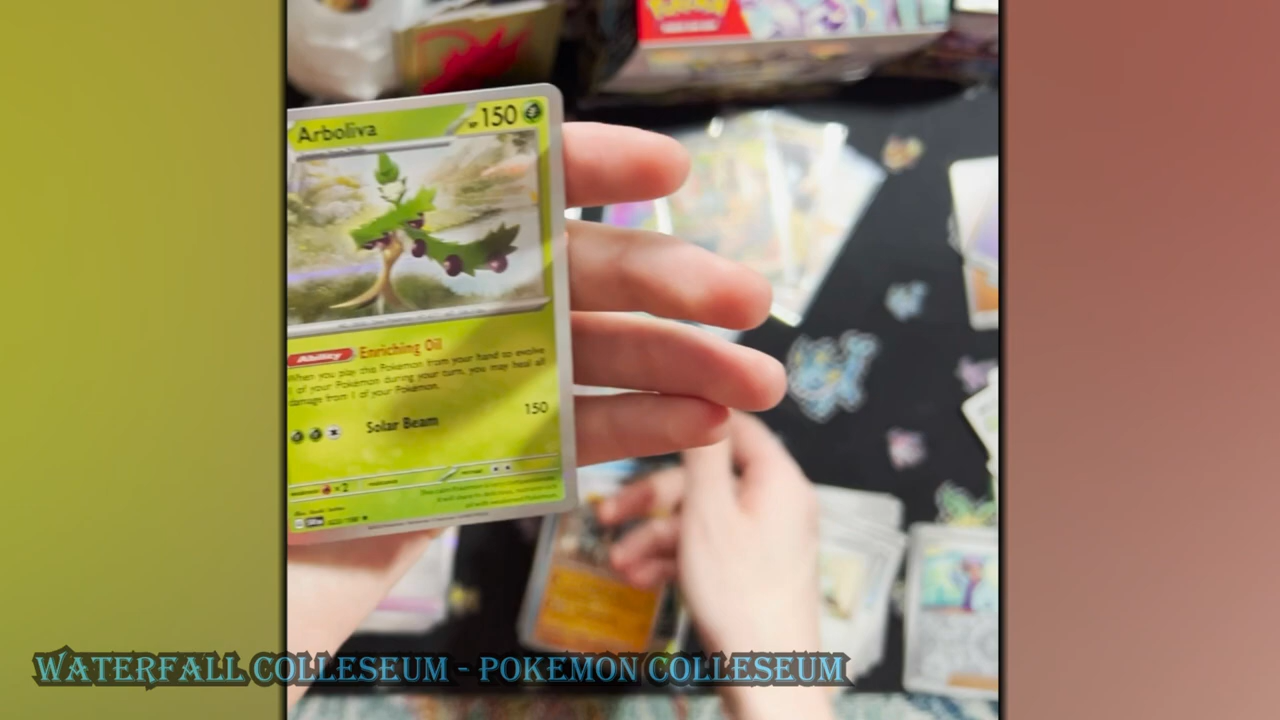 Arboliva
HP 150
Ability Enriching Oil
When you play this Pokémon from your hand to evolve
1 of your Pokémon during your turn, you may heal all
damage from 1 of your Pokémon.
Solar Beam 150
×2
WATERFALL COLLESEUM - POKEMON COLLESEUM